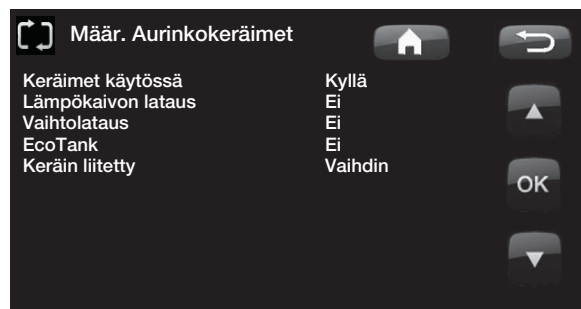 Määr. Aurinkokeräimet
Keräimet käytössä Kyllä
Lämpökaivon lataus Ei
Vaihtolataus Ei
EcoTank Ei
Keräin liitetty Vaihdin
OK